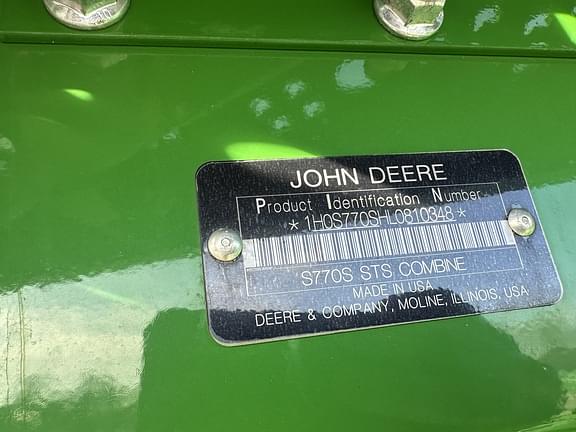 JOHN DEERE
Product Identification Number
*1H0S770SHL0810348*
S770S STS COMBINE
MADE IN USA
DEERE & COMPANY, MOLINE, ILLINOIS, USA